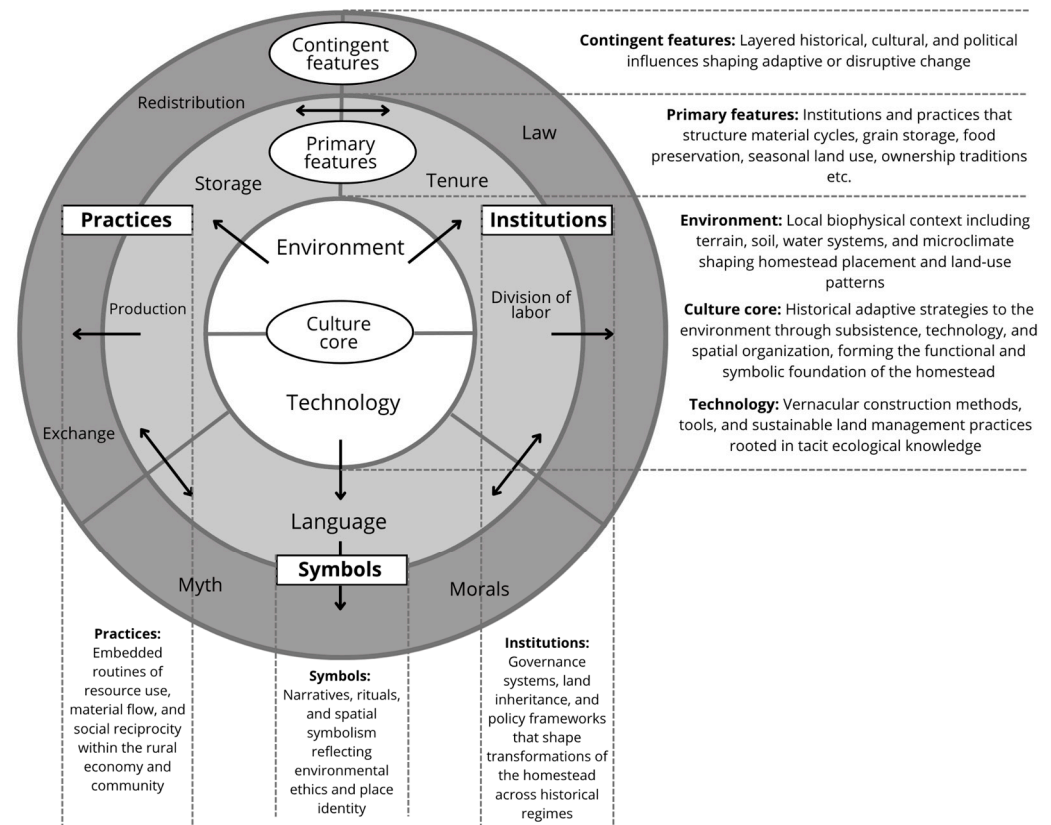 Contingent
features
Contingent features: Layered historical, cultural, and political
influences shaping adaptive or disruptive change
Redistribution
Law
Primary
features
Primary features: Institutions and practices that
structure material cycles, grain storage, food
preservation, seasonal land use, ownership traditions
etc.
Storage
Tenure
Practices
Institutions
Environment
Environment: Local biophysical context including
terrain, soil, water systems, and microclimate
shaping homestead placement and land-use
patterns
Production
Division of
labor
Culture
core
Culture core: Historical adaptive strategies to the
environment through subsistence, technology, and
spatial organization, forming the functional and
symbolic foundation of the homestead
Technology
Technology: Vernacular construction methods,
tools, and sustainable land management practices
rooted in tacit ecological knowledge
Exchange
Language
Symbols
Myth
Morals
Practices:
Embedded
routines of
resource use,
material flow, and
social reciprocity
within the rural
economy and
community
Symbols:
Narratives, rituals,
and spatial
symbolism
reflecting
environmental
ethics and place
identity
Institutions:
Governance
systems, land
inheritance, and
policy frameworks
that shape
transformations of
the homestead
across historical
regimes